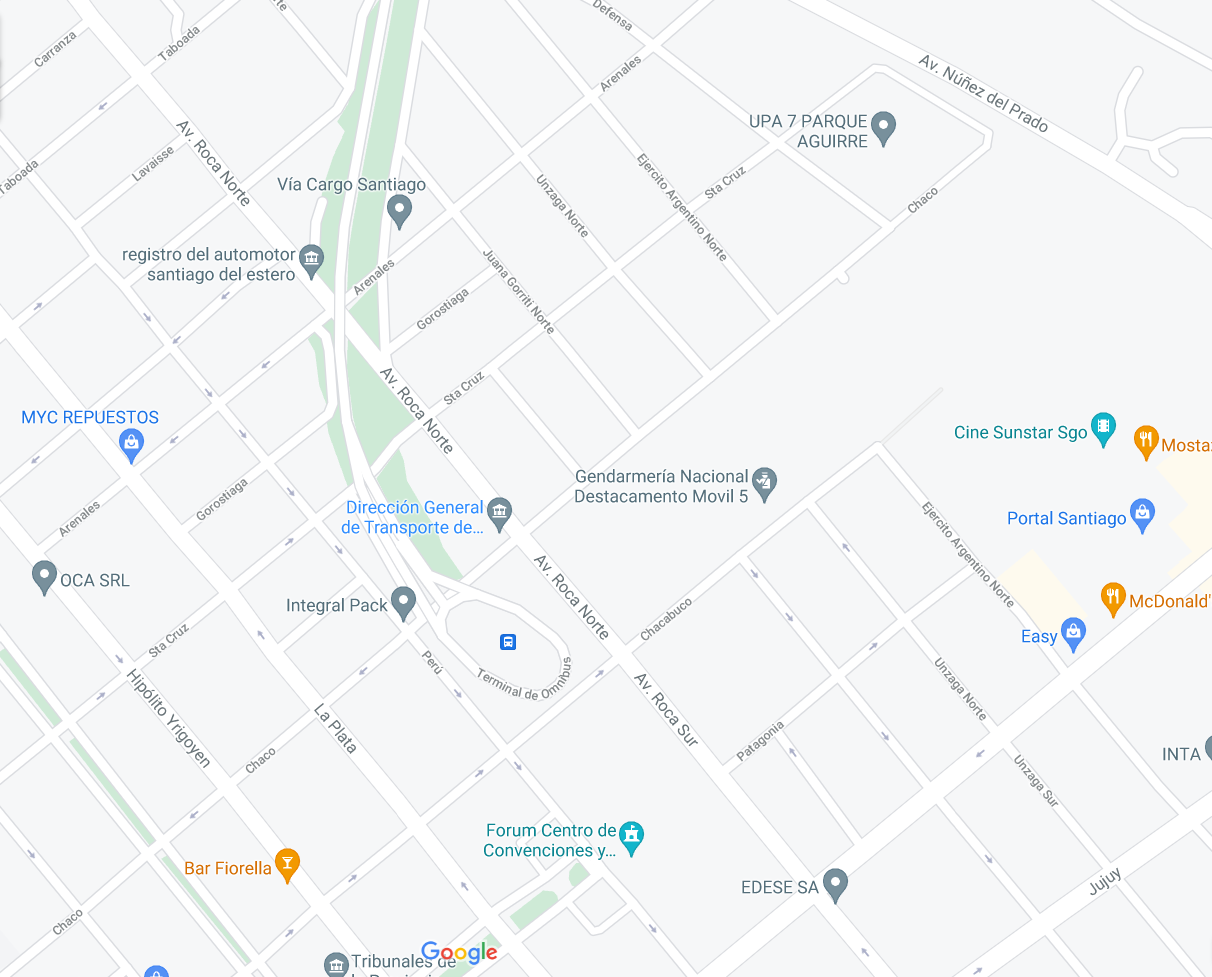 Defensa
Carranza
Taboada
Arenales
Av. Núñez del Prado
Av. Roca Norte
UPA 7 PARQUE
AGUIRRE
Lavaisse
Taboada
Ejercito Argentino Norte
Sta Cruz
Unzaga Norte
Chaco
Vía Cargo Santiago
registro del automotor
santiago del estero
Arenales
Juana Gorriti Norte
Gorostiaga
Av. Roca Norte
Sta Cruz
MYC REPUESTOS
Cine Sunstar Sgo
Mosta
Gorostiaga
Arenales
Gendarmería Nacional
Destacamento Movil 5
Dirección General
de Transporte de...
Portal Santiago
Ejercito Argentino Norte
OCA SRL
Av. Roca Norte
Integral Pack
Chacabuco
McDonald'
Easy
Sta Cruz
Perú
Terminal de Omnibus
Unzaga Norte
Hipólito Yrigoyen
La Plata
Av. Roca Sur
Patagonia
Chaco
INTA
Unzaga Sur
Forum Centro de
Convenciones y...
Bar Fiorella
EDESE SA
Jujuy
Chaco
Google
Tribunales de